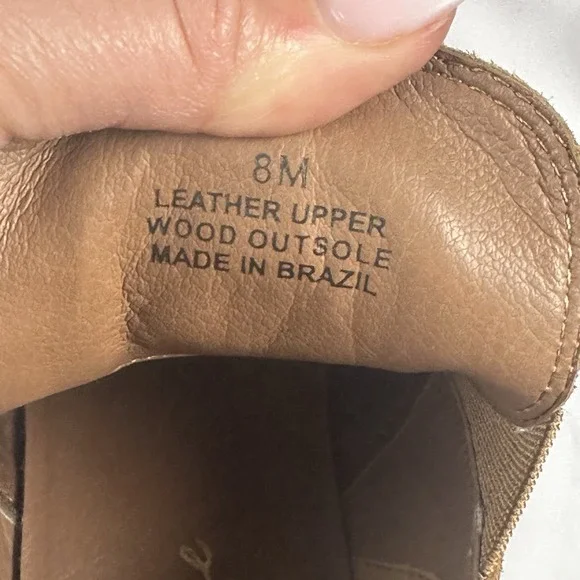 8M
LEATHER UPPER
WOOD OUTSOLE
MADE IN BRAZIL